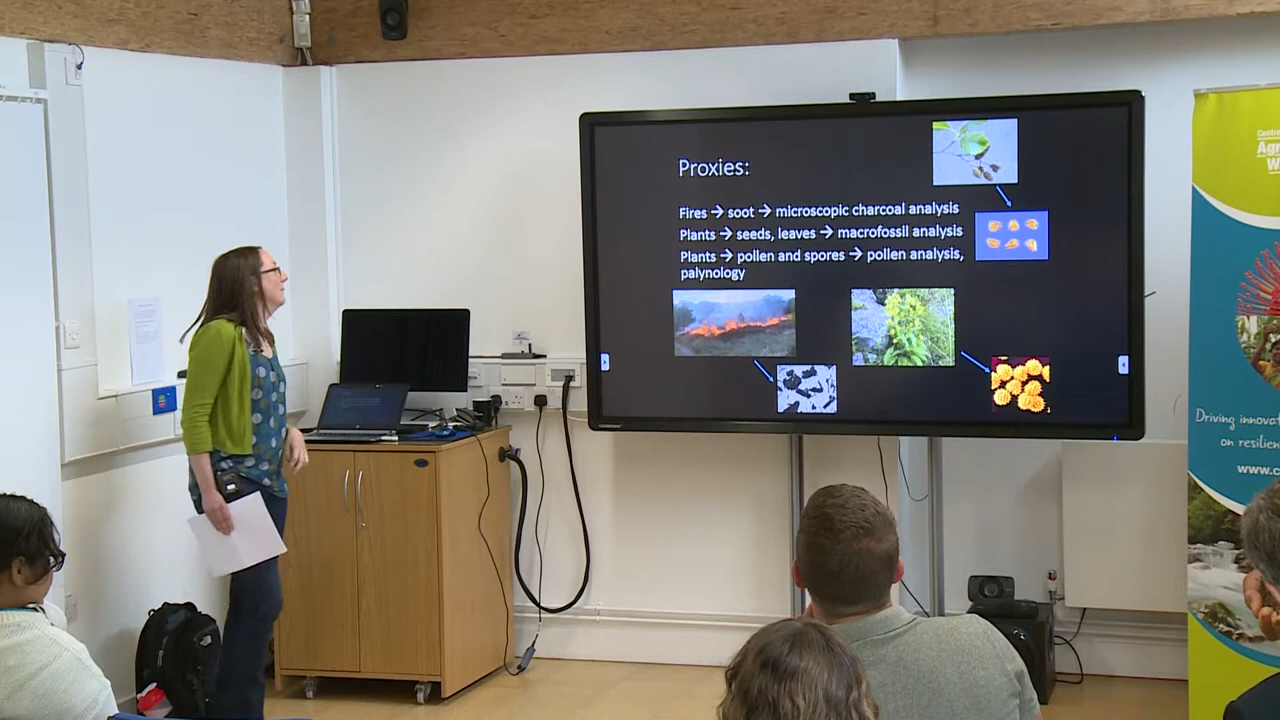 Proxies:
Fires → soot → microscopic charcoal analysis
Plants → seeds, leaves → macrofossil analysis
Plants → pollen and spores → pollen analysis,
palynology
Driving innovat
on resilien
www.c